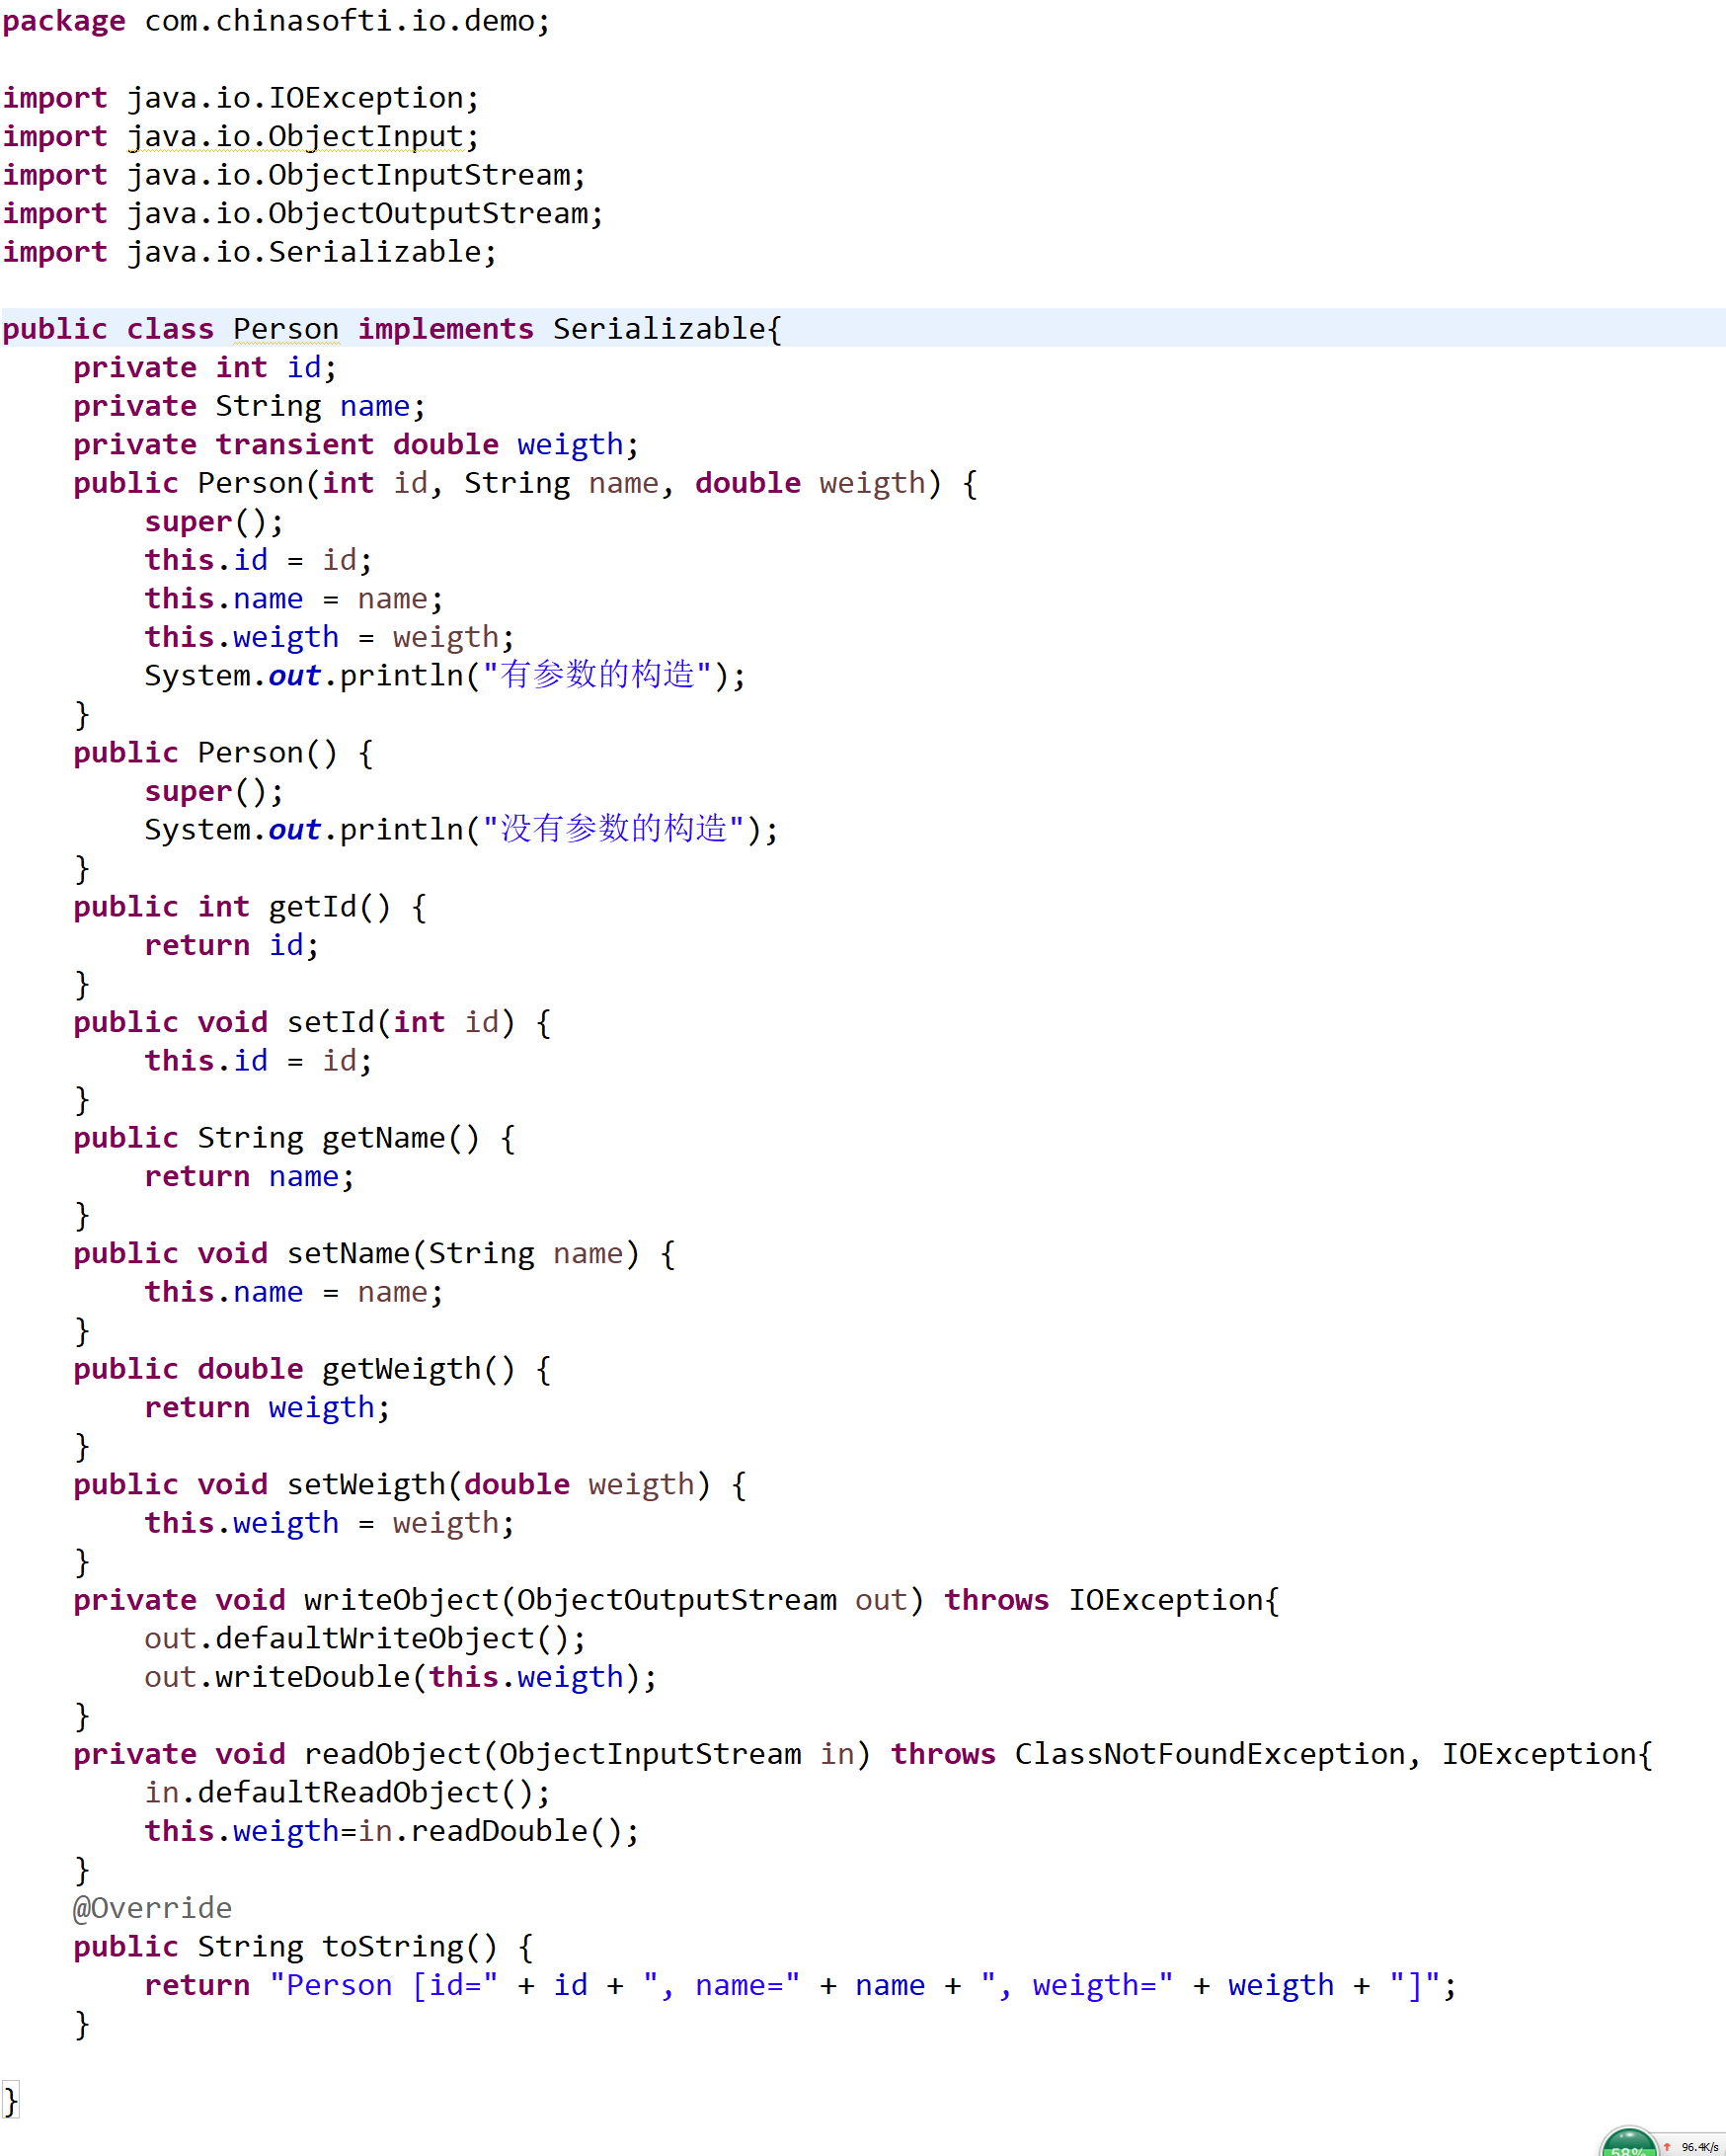 package com.chinasofti.io.demo;
import java.io.IOException;
import java.io.ObjectInput;
import java.io.ObjectInputStream;
import java.io.ObjectOutputStream;
import java.io.Serializable;
public class Person implements Serializable{
private int id;
private String name;
private transient double weigth;
public Person(int id, String name, double weigth) {
super();
this.id = id;
this.name = name;
this.weigth = weigth;
System.out.println("有参数的构造");
}
public Person() {
super();
System.out.println("没有参数的构造");
}
public int getId() {
return id;
}
public void setId(int id) {
this.id = id;
}
public String getName() {
return name;
}
public void setName(String name) {
this.name = name;
}
public double getWeigth() {
return weigth;
}
public void setWeigth(double weigth) {
this.weigth = weigth;
}
private void writeObject(ObjectOutputStream out) throws IOException{
out.defaultWriteObject();
out.writeDouble(this.weigth);
}
private void readObject(ObjectInputStream in) throws ClassNotFoundException, IOException{
in.defaultReadObject();
this.weigth=in.readDouble();
}
@Override
public String toString() {
return "Person [id=" + id + ", name=" + name + ", weigth=" + weigth + "]";
}
}
58% ↑ 96.4K/s